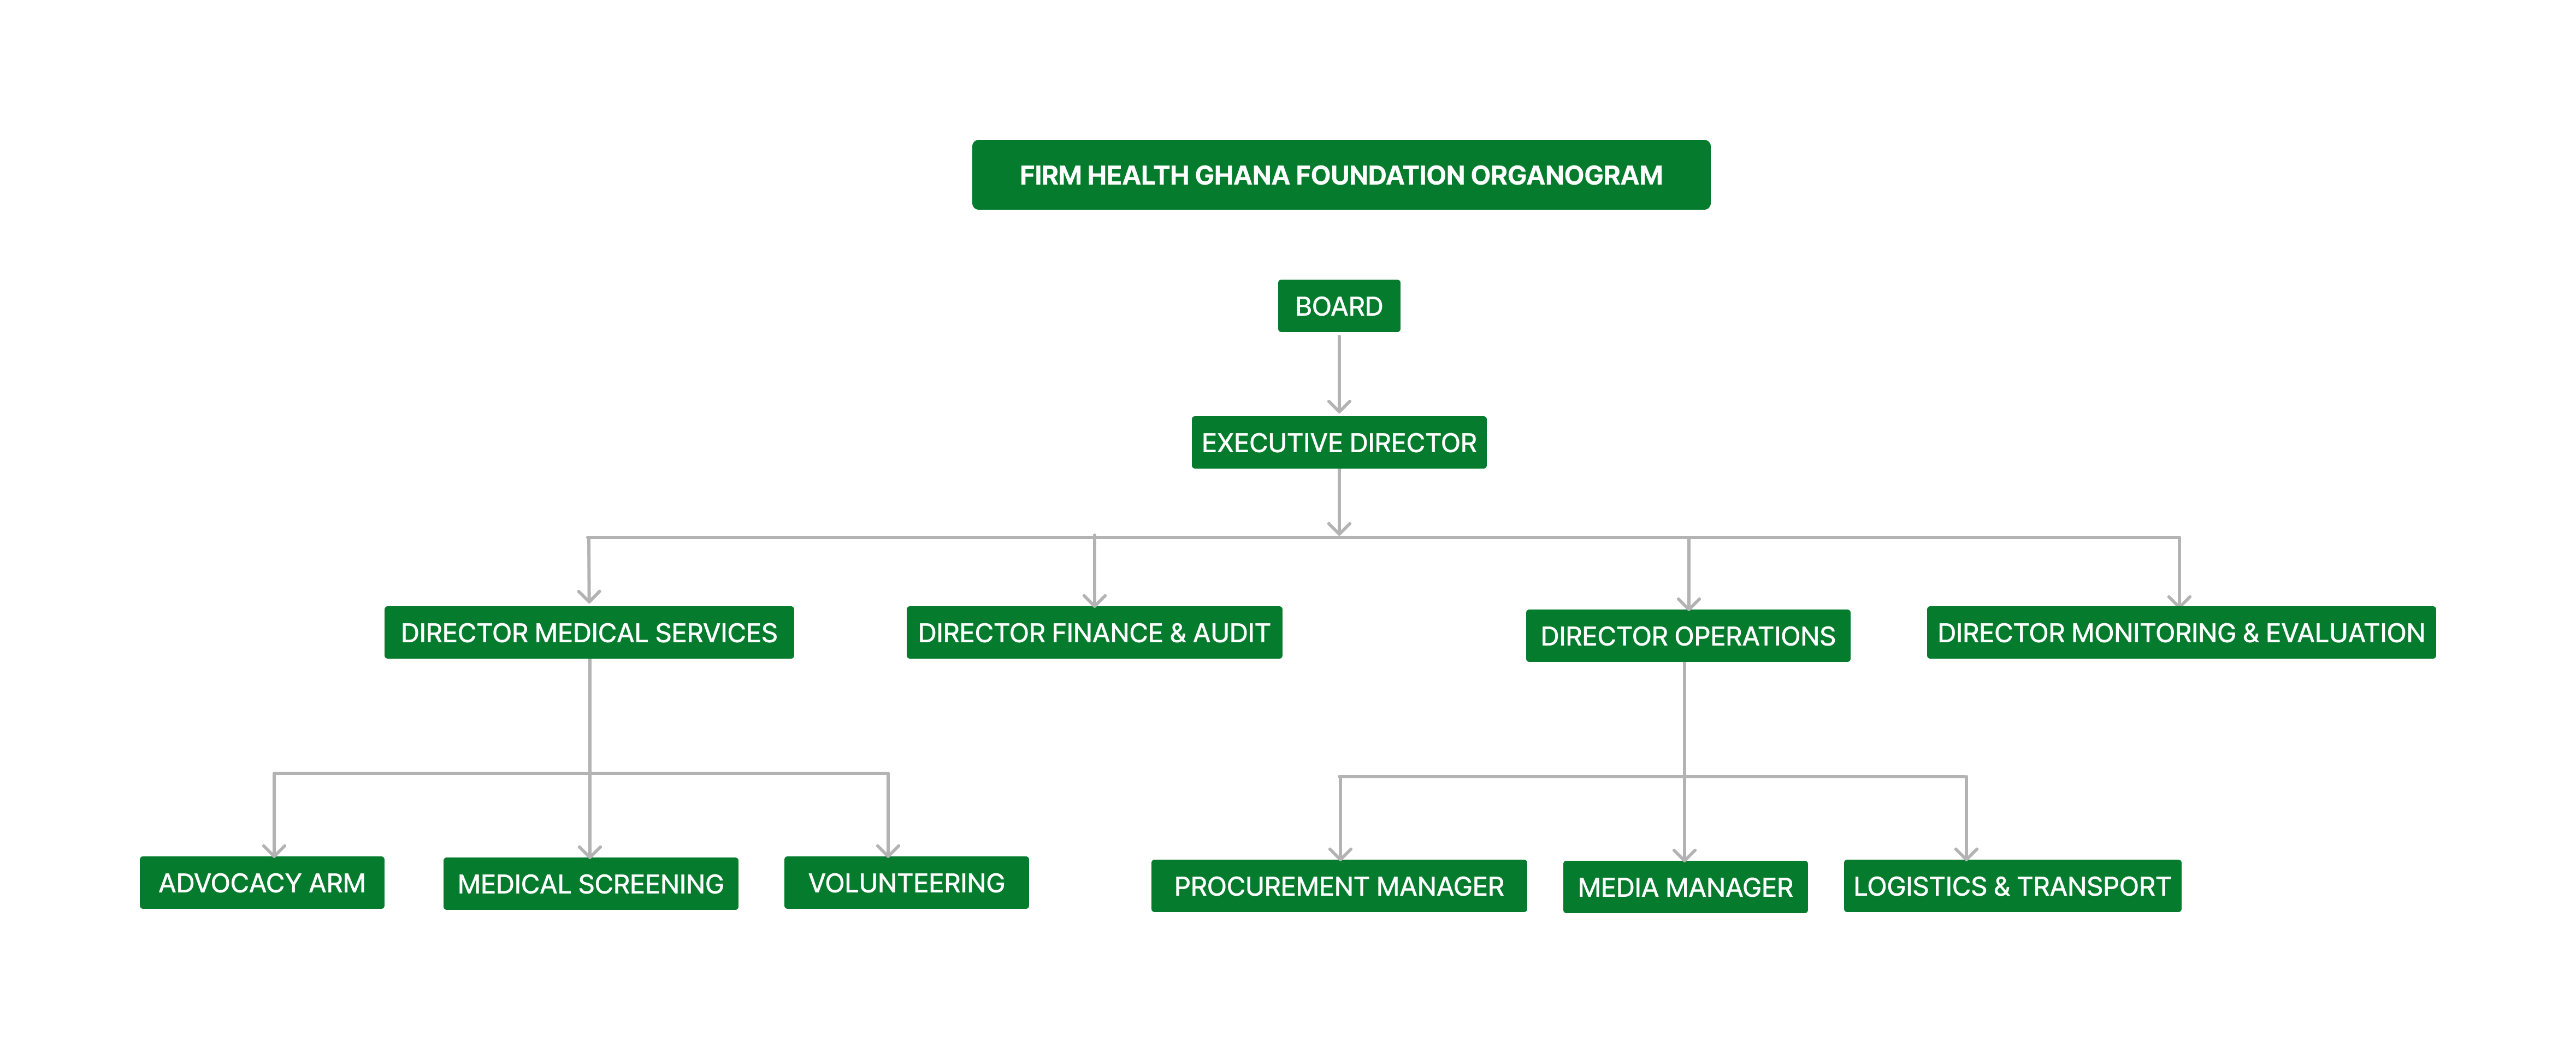 FIRM HEALTH GHANA FOUNDATION ORGANOGRAM
BOARD
EXECUTIVE DIRECTOR
DIRECTOR MEDICAL SERVICES
DIRECTOR FINANCE & AUDIT
DIRECTOR OPERATIONS
DIRECTOR MONITORING & EVALUATION
ADVOCACY ARM
MEDICAL SCREENING
VOLUNTEERING
PROCUREMENT MANAGER
MEDIA MANAGER
LOGISTICS & TRANSPORT